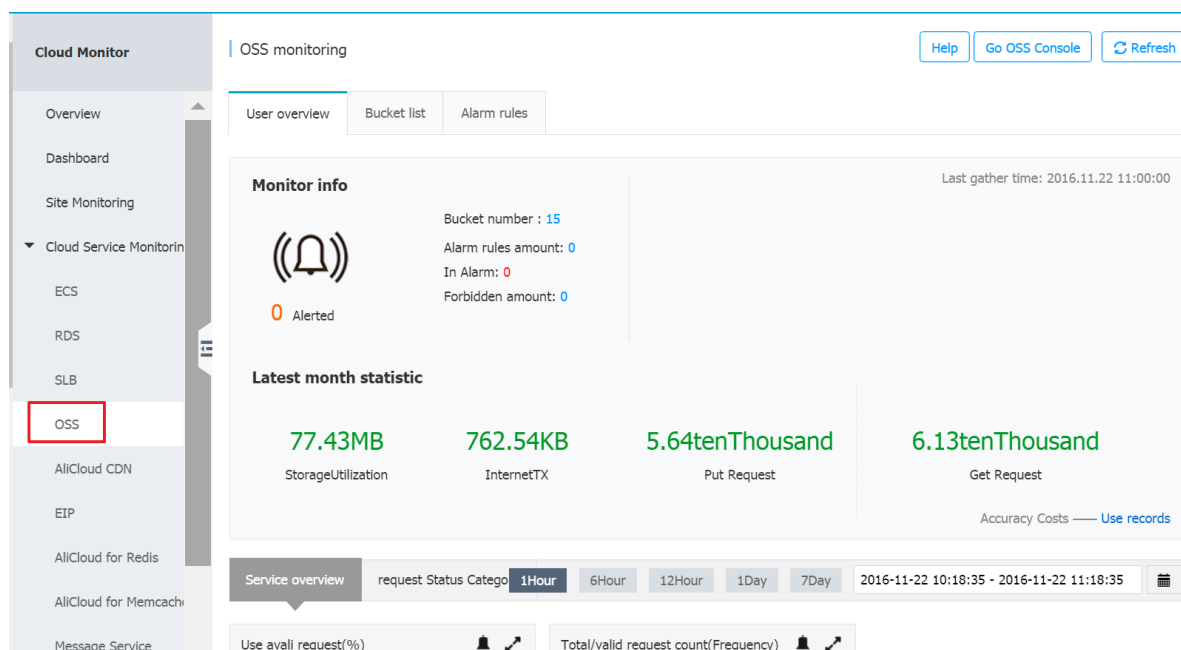 Cloud Monitor
OSS monitoring
Help
Go OSS Console
Refresh
Overview
Dashboard
Site Monitoring
Cloud Service Monitorin
ECS
RDS
SLB
OSS
AliCloud CDN
EIP
AliCloud for Redis
AliCloud for Memcach
Message Service
User overview
Bucket list
Alarm rules
Monitor info
Last gather time: 2016.11.22 11:00:00
0 Alerted
Bucket number : 15
Alarm rules amount: 0
In Alarm: 0
Forbidden amount: 0
Latest month statistic
77.43MB
StorageUtilization
762.54KB
InternetTX
5.64tenThousand
Put Request
6.13tenThousand
Get Request
Accuracy Costs —— Use records
Service overview
request Status Catego
1Hour
6Hour
12Hour
1Day
7Day
2016-11-22 10:18:35 - 2016-11-22 11:18:35
Use avali request(%)
Total/valid request count(Frequency)